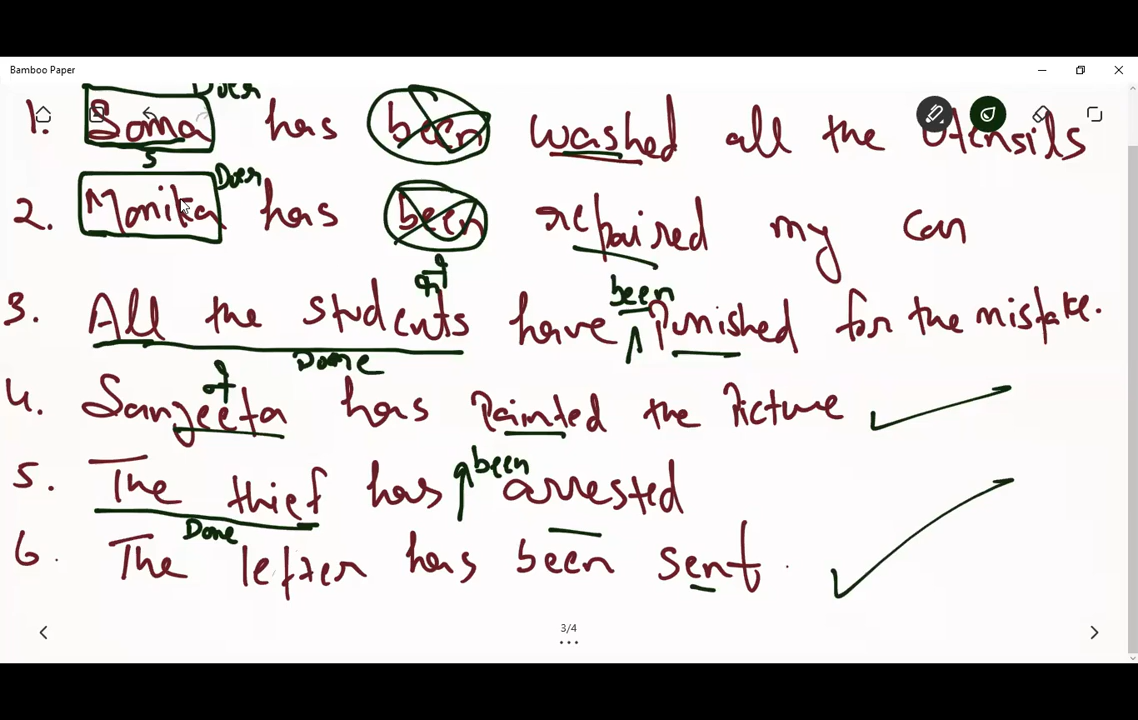 Bamboo Paper
Doer
1. Soma has been washed all the utensils
S
Doer
2. Monika has been repaired my Car
been
3. All the students have ^ Punished for the mistake.
Done
4. Sangeeta has Painted the Picture
been
5. The thief has arrested
Done
6. The letter has been sent.
3/4